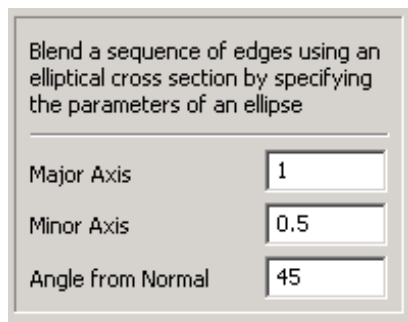 Blend a sequence of edges using an
elliptical cross section by specifying
the parameters of an ellipse
Major Axis 1
Minor Axis 0.5
Angle from Normal 45